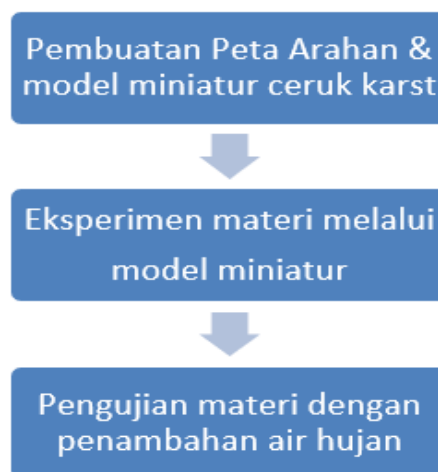 Pembuatan Peta Arahan &
model miniatur ceruk karst
Eksperimen materi melalui
model miniatur
Pengujian materi dengan
penambahan air hujan